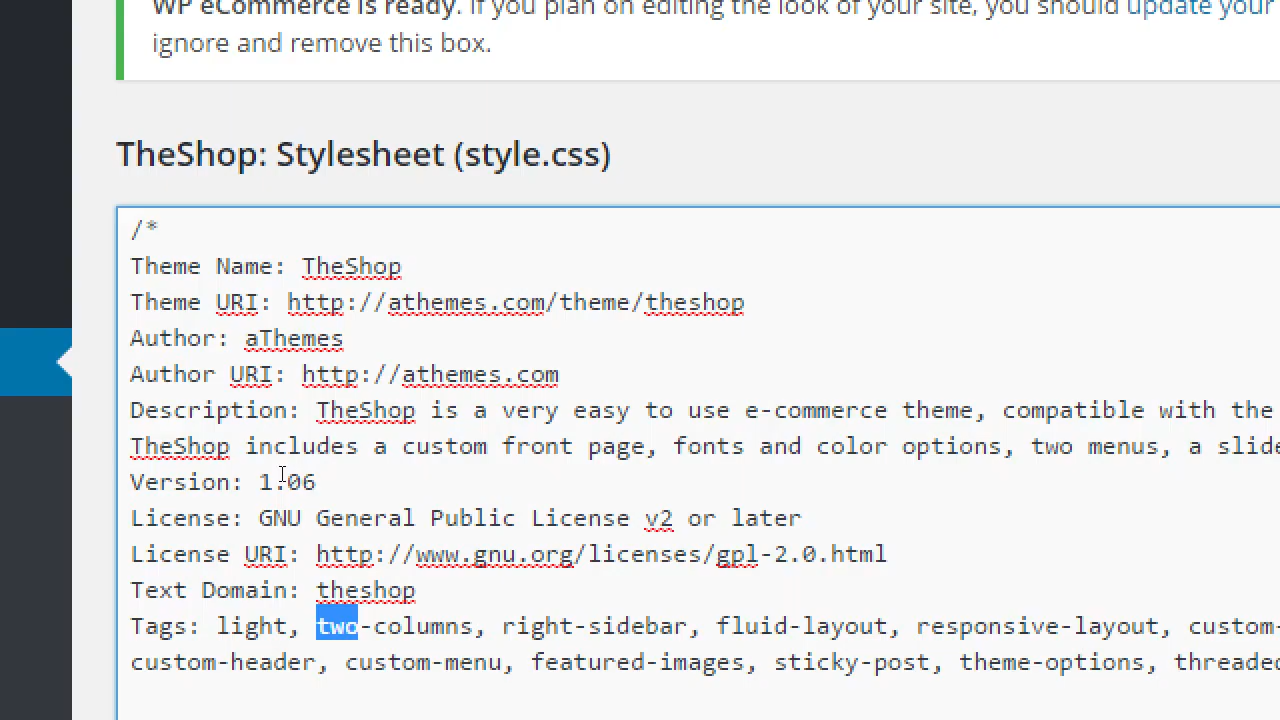 WP eCommerce is ready. If you plan on editing the look of your site, you should update your
ignore and remove this box.
TheShop: Stylesheet (style.css)
/*
Theme Name: TheShop
Theme URI: http://athemes.com/theme/theshop
Author: aThemes
Author URI: http://athemes.com
Description: TheShop is a very easy to use e-commerce theme, compatible with the
TheShop includes a custom front page, fonts and color options, two menus, a slide
Version: 1.06
License: GNU General Public License v2 or later
License URI: http://www.gnu.org/licenses/gpl-2.0.html
Text Domain: theshop
Tags: light, two-columns, right-sidebar, fluid-layout, responsive-layout, custom-
custom-header, custom-menu, featured-images, sticky-post, theme-options, threaded